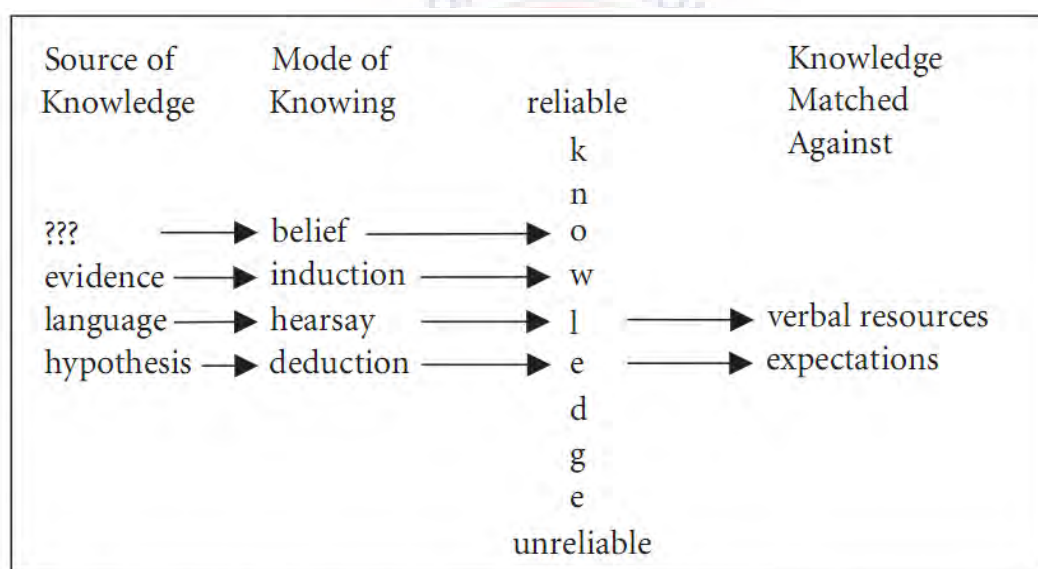 Source of Knowledge
Mode of Knowing
reliable
Knowledge Matched Against
k
n
??? belief o
evidence induction w
language hearsay l verbal resources
hypothesis deduction e expectations
d
g
e
unreliable